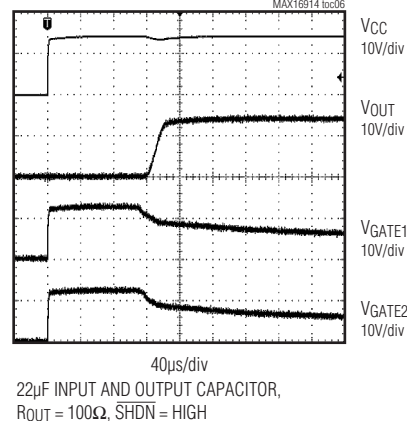 MAX16914 toc06
VCC
10V/div
VOUT
10V/div
VGATE1
10V/div
VGATE2
10V/div
40µs/div
22µF INPUT AND OUTPUT CAPACITOR,
ROUT = 100Ω, S̅H̅D̅N̅ = HIGH